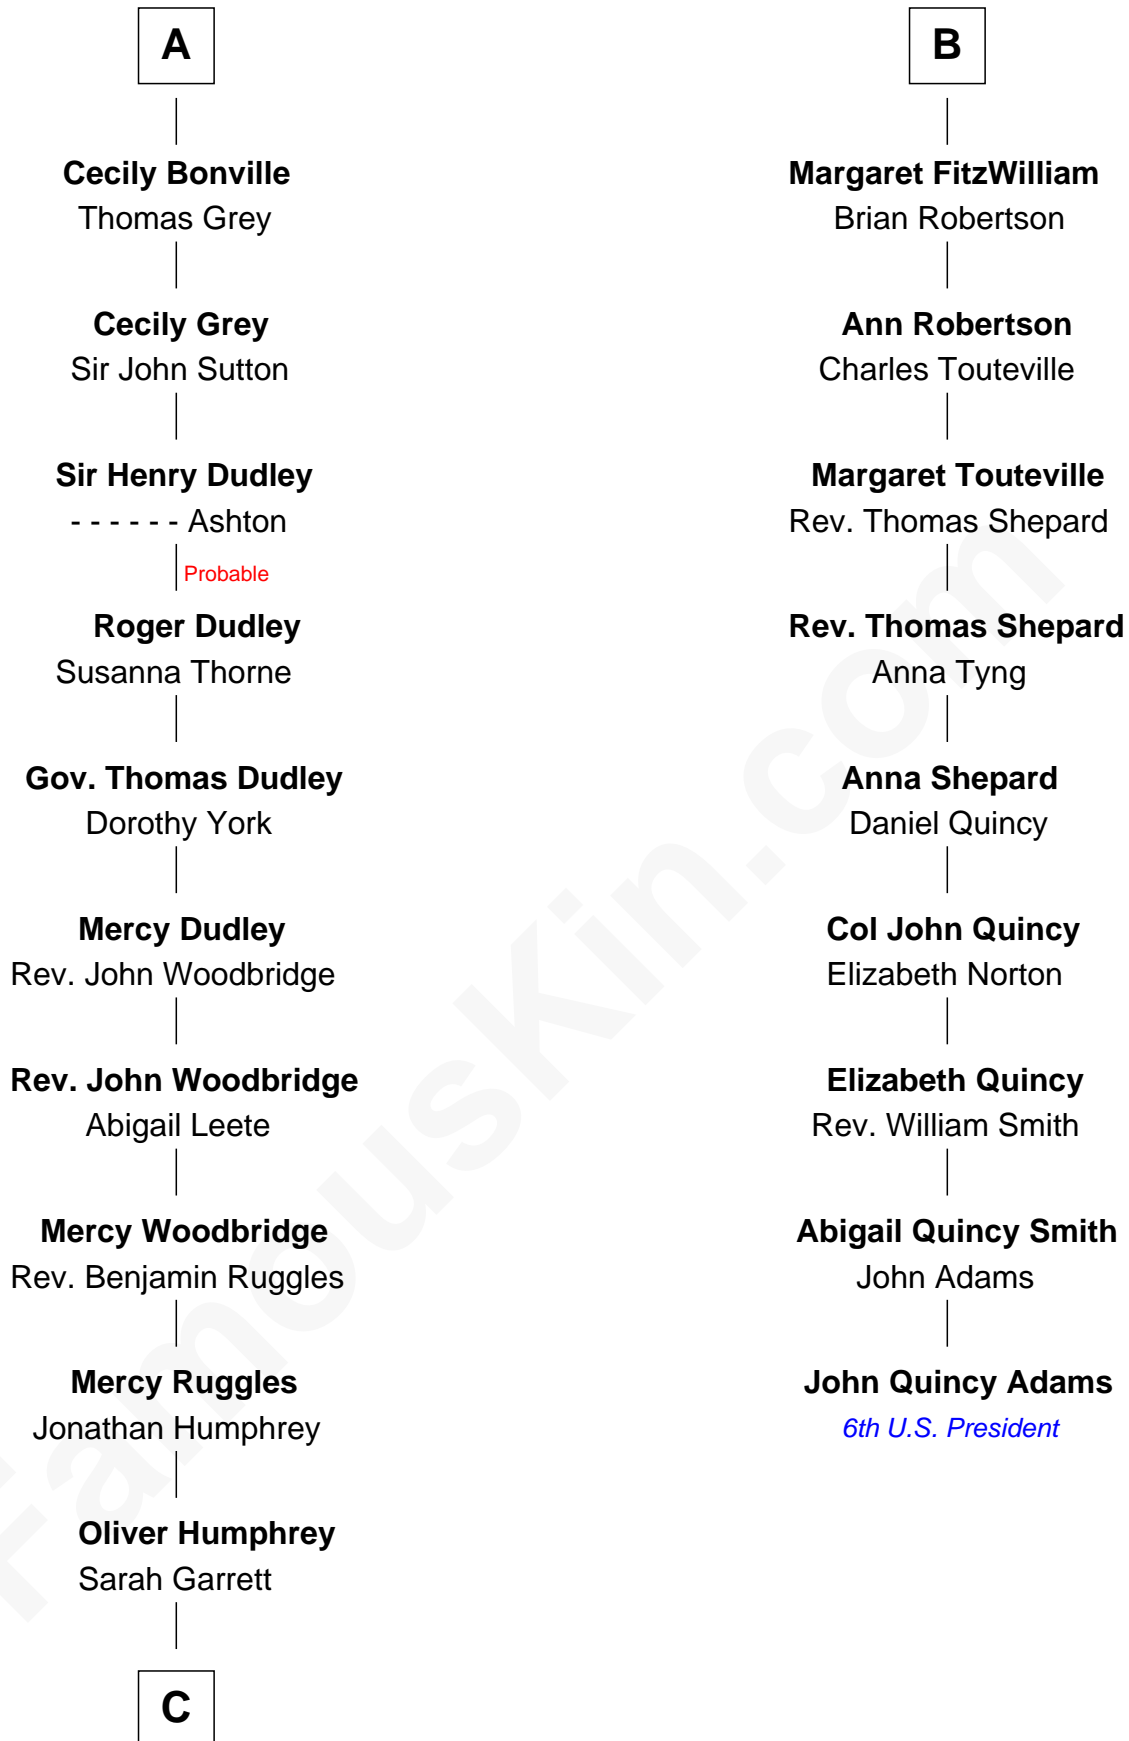 A
Cecily Bonville
Thomas Grey
Cecily Grey
Sir John Sutton
Sir Henry Dudley
- - - - - - Ashton
Probable
Roger Dudley
Susanna Thorne
Gov. Thomas Dudley
Dorothy York
Mercy Dudley
Rev. John Woodbridge
Rev. John Woodbridge
Abigail Leete
Mercy Woodbridge
Rev. Benjamin Ruggles
Mercy Ruggles
Jonathan Humphrey
Oliver Humphrey
Sarah Garrett
C
B
Margaret FitzWilliam
Brian Robertson
Ann Robertson
Charles Touteville
Margaret Touteville
Rev. Thomas Shepard
Rev. Thomas Shepard
Anna Tyng
Anna Shepard
Daniel Quincy
Col John Quincy
Elizabeth Norton
Elizabeth Quincy
Rev. William Smith
Abigail Quincy Smith
John Adams
John Quincy Adams
6th U.S. President
FamousKin.com